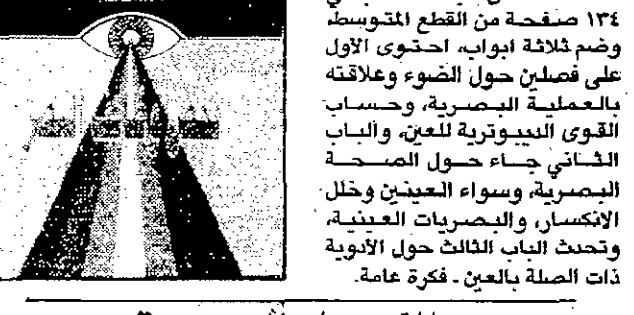 ١٣٤ صفحة من القطع المتوسط
وضم ثلاثة ابواب، احتوى الاول
على فصلين حول الضوء وعلاقته
بالعملية البصرية، وحساب
القوى الديبوترية للعين، والباب
الثاني جاء حول الصحة
البصرية، وسواء العينين وخلل
الانكسار، والبصريات العينية،
وتحدث الباب الثالث حول الأدوية
ذات الصلة بالعين - فكرة عامة.